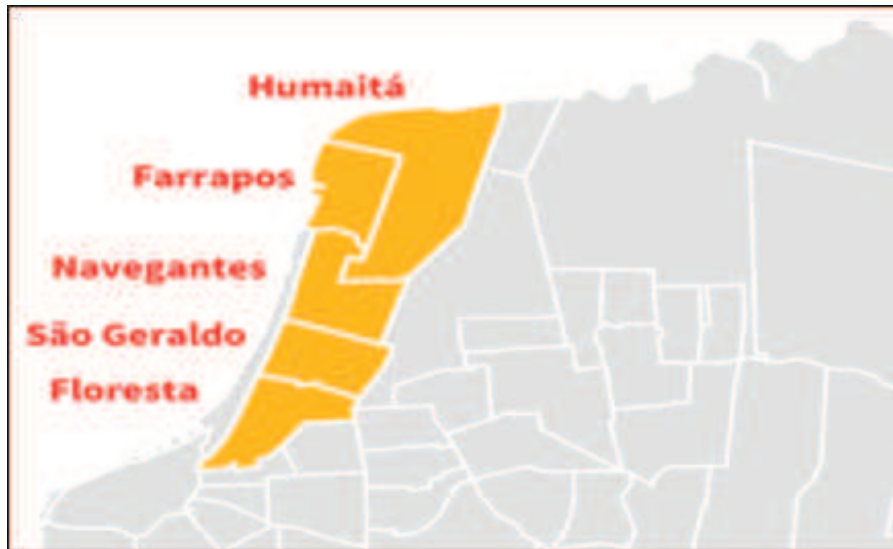 Humaitá
Farrapos
Navegantes
São Geraldo
Floresta